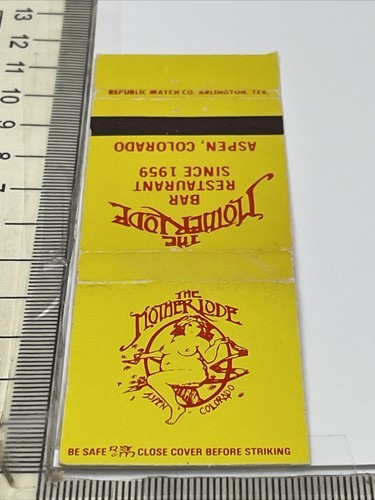 13
12
11
10
9
8
7
REPUBLIC MATCH CO. ARLINGTON, TEX.
THE
MOTHER LODE
BAR
RESTAURANT
SINCE 1959
ASPEN, COLORADO
THE
MOTHER LODE
ASPEN COLORADO
BE SAFE CLOSE COVER BEFORE STRIKING